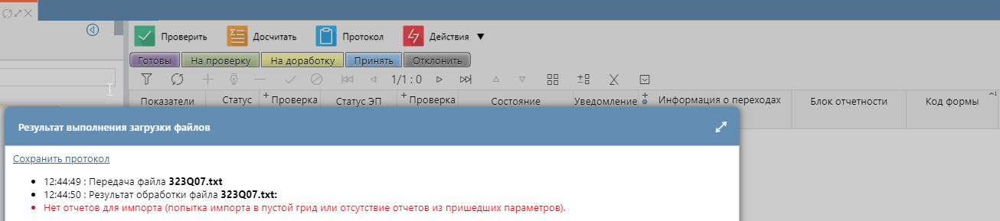 Проверить Досчитать Протокол Действия ▼
Готовы На проверку На доработку Принять Отклонить
1/1 : 0
Показатели Статус + Проверка Статус ЭП + Проверка Состояние Уведомление + Информация о переходах Блок отчетности Код формы ^1
Результат выполнения загрузки файлов
Сохранить протокол
• 12:44:49 : Передача файла 323Q07.txt
• 12:44:50 : Результат обработки файла 323Q07.txt:
• Нет отчетов для импорта (попытка импорта в пустой грид или отсутствие отчетов из пришедших параметров).